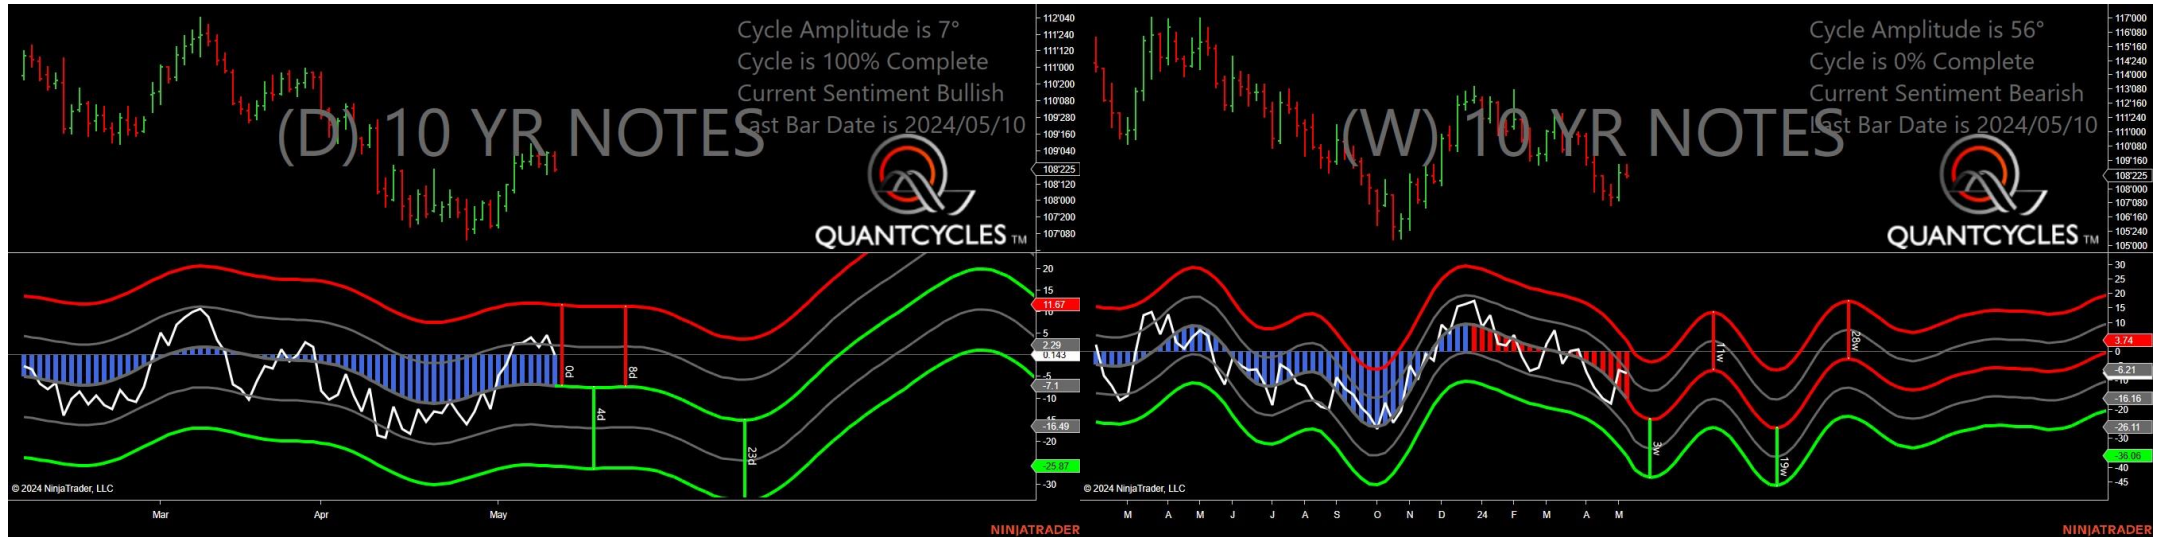 Cycle Amplitude is 7°
Cycle is 100% Complete
Current Sentiment Bullish
Last Bar Date is 2024/05/10
(D) 10 YR NOTES
QUANTCYCLES TM
112'040
111'240
111'120
111'000
110'200
110'080
109'280
109'160
109'040
108'225
108'120
108'000
107'200
107'080
20
15
11.67
10
5
2.29
0.143
-5
-7.1
-10
-15
-16.49
-20
-25.87
-30
0d
8d
4d
23d
© 2024 NinjaTrader, LLC
Mar
Apr
May
NINJATRADER
Cycle Amplitude is 56°
Cycle is 0% Complete
Current Sentiment Bearish
Last Bar Date is 2024/05/10
(W) 10 YR NOTES
QUANTCYCLES TM
117'000
116'080
115'160
114'240
114'000
113'080
112'160
111'240
111'000
110'080
109'160
108'225
108'000
107'080
106'160
105'240
105'000
30
25
20
15
10
3.74
0
-6.21
-10
-16.16
-20
-26.11
-30
-36.06
-40
-45
11w
28w
3w
19w
© 2024 NinjaTrader, LLC
M A M J J A S O N D 24 F M A M
NINJATRADER